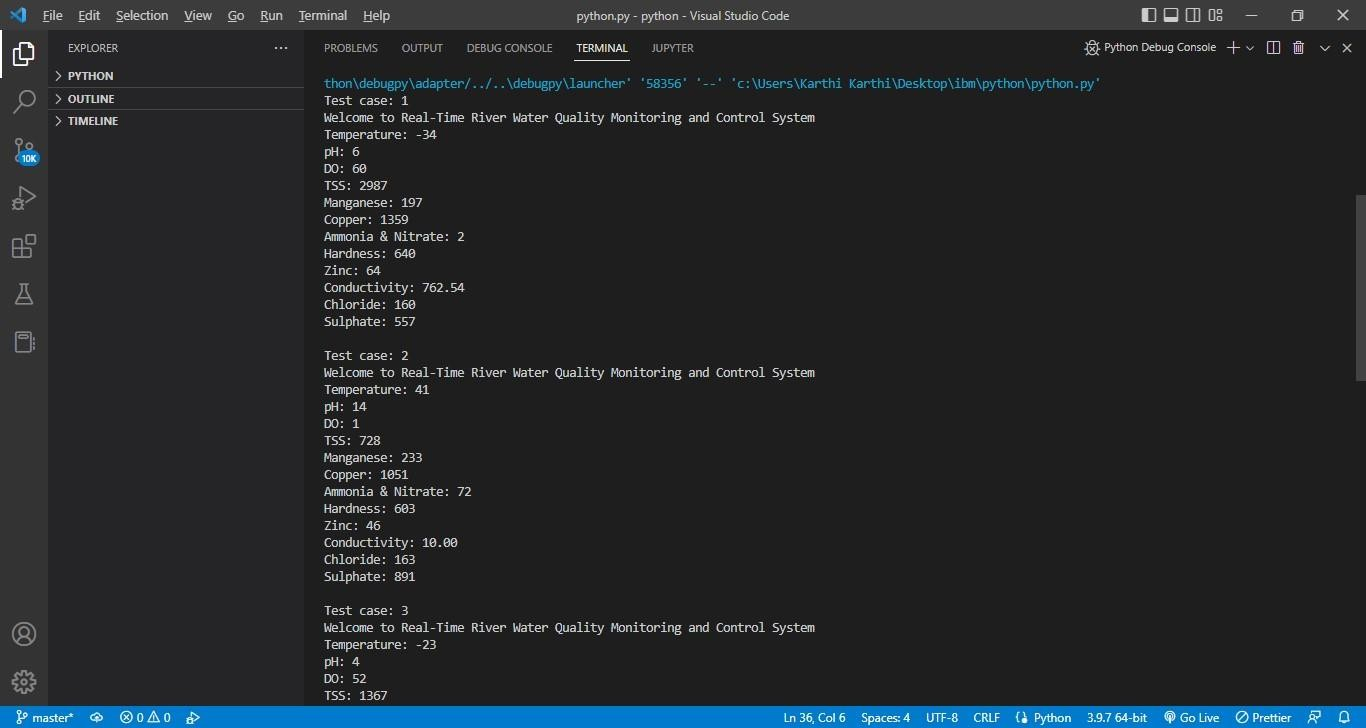 File Edit Selection View Go Run Terminal Help python.py - python - Visual Studio Code
EXPLORER
PYTHON
OUTLINE
TIMELINE
10K
PROBLEMS OUTPUT DEBUG CONSOLE TERMINAL JUPYTER Python Debug Console
thon\debugpy\adapter/../..\debugpy\launcher' '58356' '--' 'c:\Users\Karthi Karthi\Desktop\ibm\python\python.py'
Test case: 1
Welcome to Real-Time River Water Quality Monitoring and Control System
Temperature: -34
pH: 6
DO: 60
TSS: 2987
Manganese: 197
Copper: 1359
Ammonia & Nitrate: 2
Hardness: 640
Zinc: 64
Conductivity: 762.54
Chloride: 160
Sulphate: 557
Test case: 2
Welcome to Real-Time River Water Quality Monitoring and Control System
Temperature: 41
pH: 14
DO: 1
TSS: 728
Manganese: 233
Copper: 1051
Ammonia & Nitrate: 72
Hardness: 603
Zinc: 46
Conductivity: 10.00
Chloride: 163
Sulphate: 891
Test case: 3
Welcome to Real-Time River Water Quality Monitoring and Control System
Temperature: -23
pH: 4
DO: 52
TSS: 1367
master* 0 0 Ln 36, Col 6 Spaces: 4 UTF-8 CRLF Python 3.9.7 64-bit Go Live Prettier